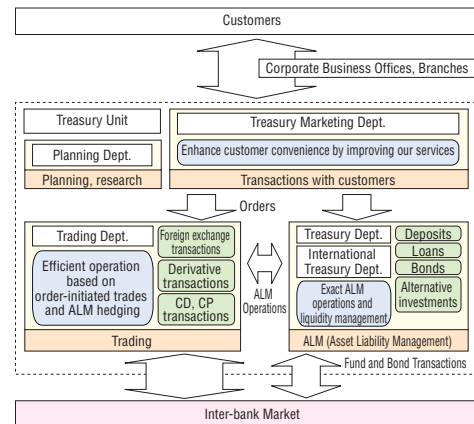 Customers
Corporate Business Offices, Branches
Treasury Unit
Planning Dept.
Planning, research
Treasury Marketing Dept.
Enhance customer convenience by improving our services
Transactions with customers
Orders
Trading Dept.
Efficient operation
based on
order-initiated trades
and ALM hedging
Foreign exchange
transactions
Derivative
transactions
CD, CP
transactions
Trading
ALM
Operations
Treasury Dept.
International
Treasury Dept.
Exact ALM
operations and
liquidity management
Deposits
Loans
Bonds
Alternative
investments
ALM (Asset Liability Management)
Fund and Bond Transactions
Inter-bank Market